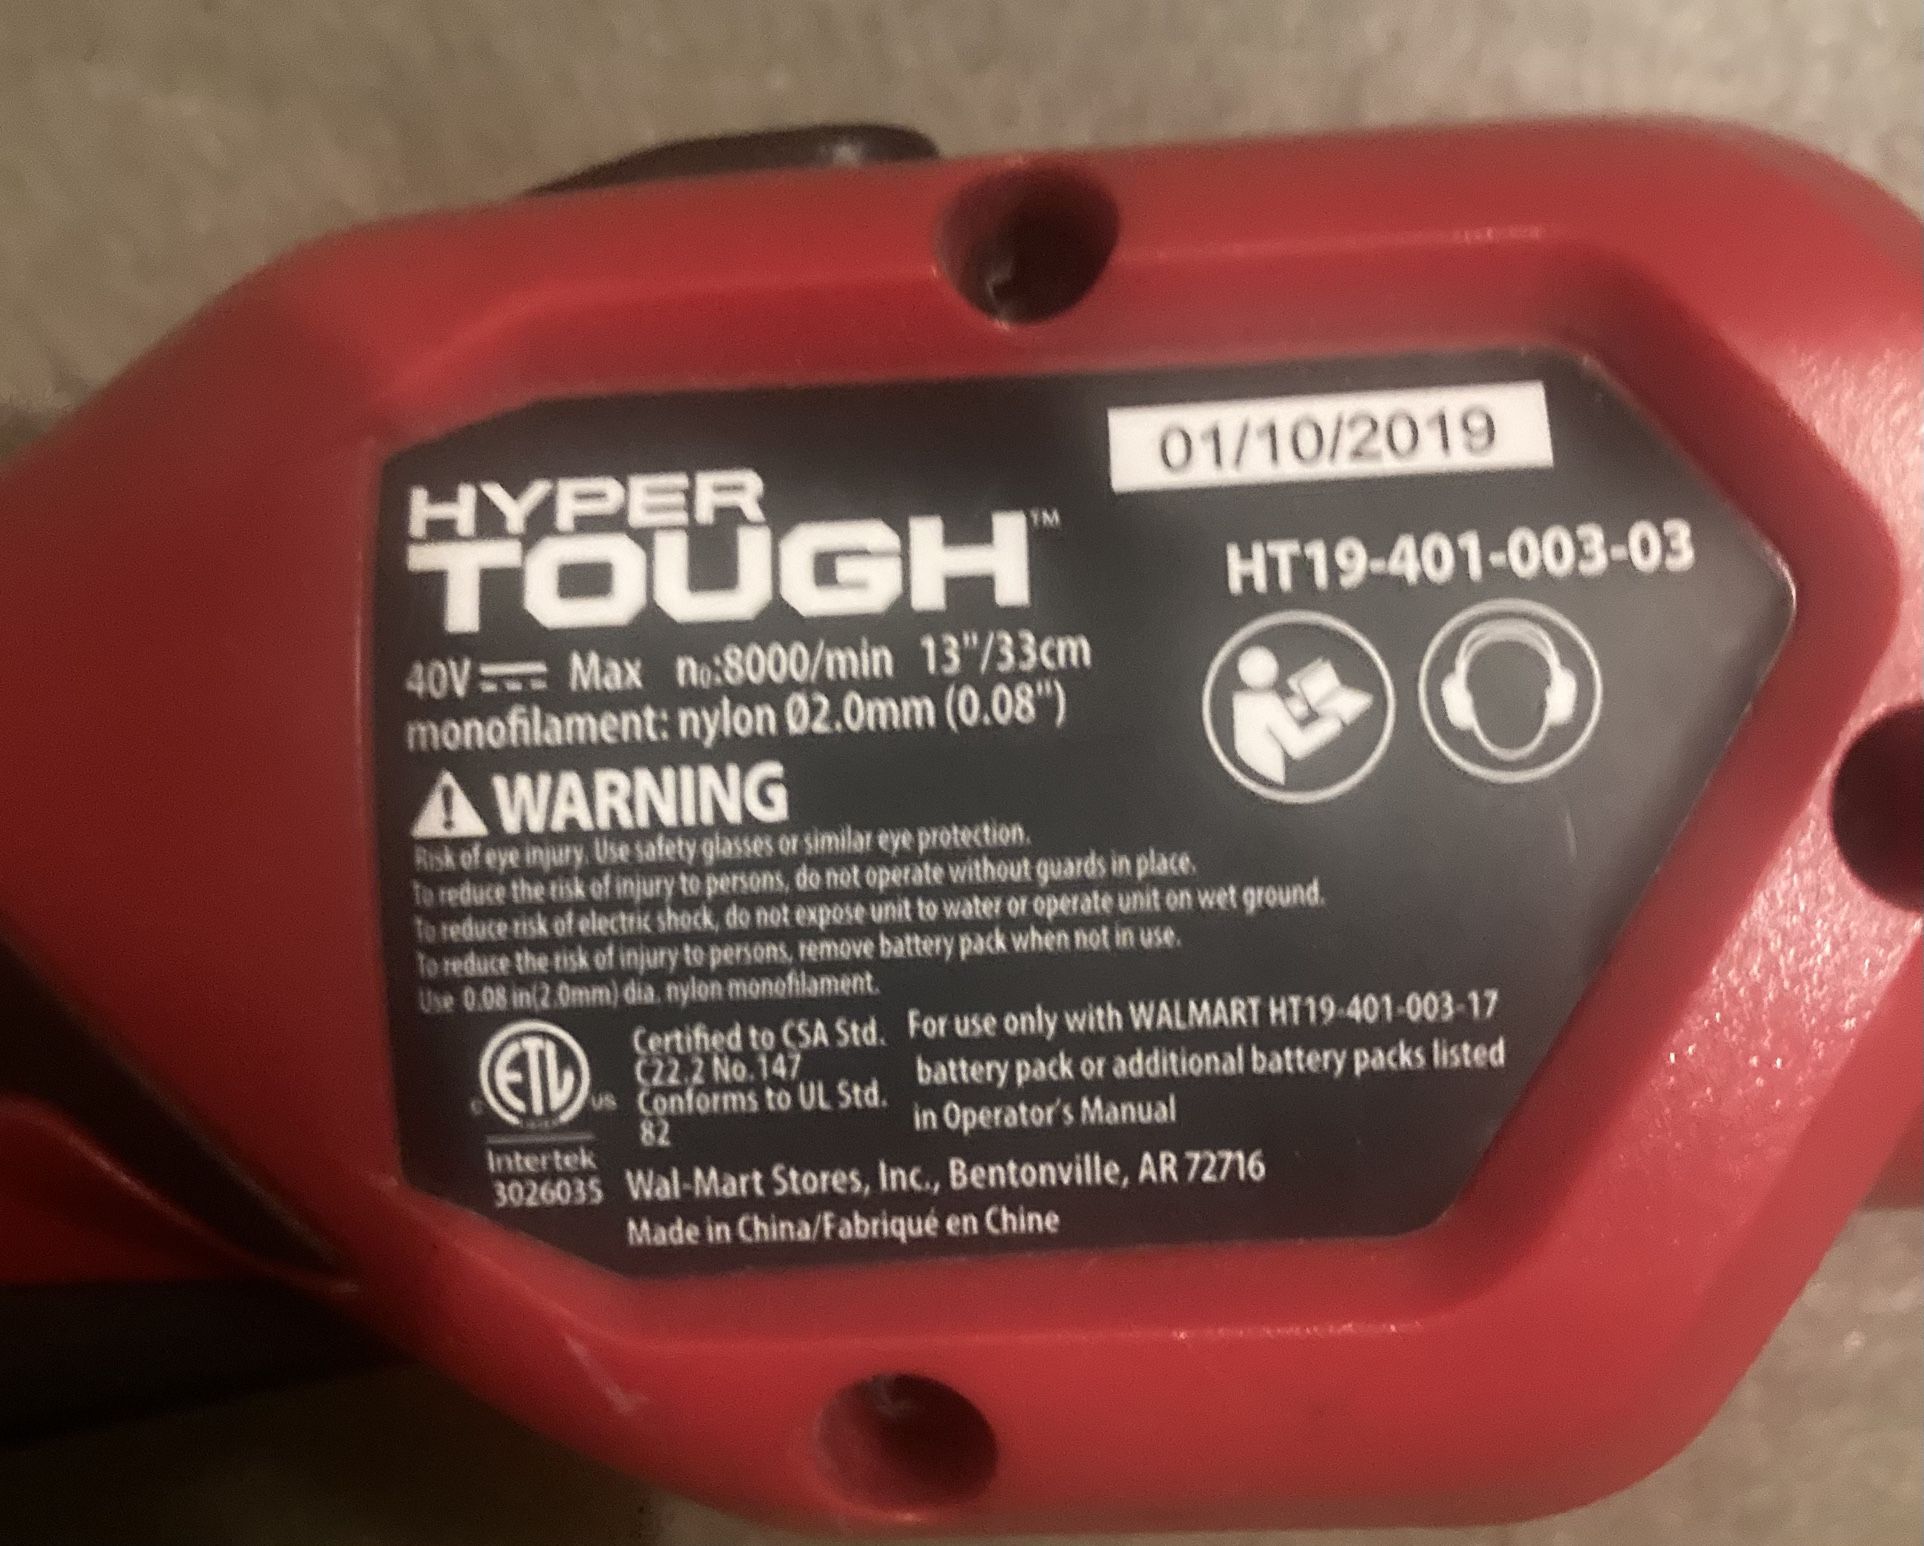 01/10/2019
HYPER
TOUGH™
HT19-401-003-03
40V⎓ Max n₀:8000/min 13"/33cm
monofilament: nylon Ø2.0mm (0.08")
WARNING
Risk of eye injury. Use safety glasses or similar eye protection.
To reduce the risk of injury to persons, do not operate without guards in place.
To reduce risk of electric shock, do not expose unit to water or operate unit on wet ground.
To reduce the risk of injury to persons, remove battery pack when not in use.
Use 0.08 in(2.0mm) dia. nylon monofilament.
ETL
C US
Intertek
3026035
Certified to CSA Std.
C22.2 No.147
Conforms to UL Std.
82
For use only with WALMART HT19-401-003-17
battery pack or additional battery packs listed
in Operator's Manual
Wal-Mart Stores, Inc., Bentonville, AR 72716
Made in China/Fabriqué en Chine